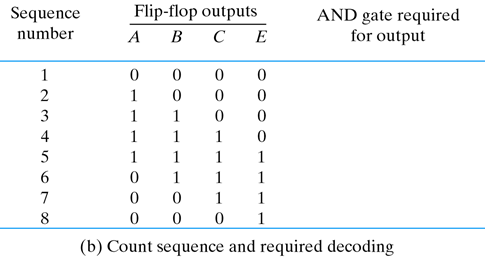 Sequence number Flip-flop outputs AND gate required for output
A B C E
1 0 0 0 0
2 1 0 0 0
3 1 1 0 0
4 1 1 1 0
5 1 1 1 1
6 0 1 1 1
7 0 0 1 1
8 0 0 0 1
(b) Count sequence and required decoding